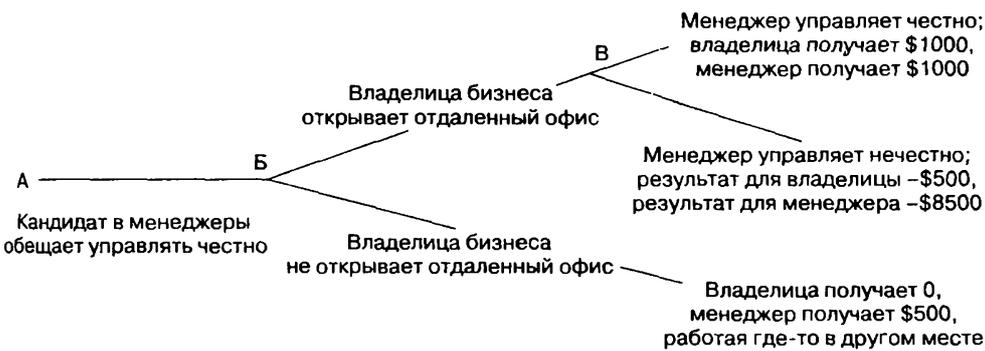 Менеджер управляет честно;
владелица получает $1000,
менеджер получает $1000
В
Владелица бизнеса
открывает отдаленный офис
Б
А
Менеджер управляет нечестно;
результат для владелицы –$500,
результат для менеджера –$8500
Кандидат в менеджеры
обещает управлять честно
Владелица бизнеса
не открывает отдаленный офис
Владелица получает 0,
менеджер получает $500,
работая где-то в другом месте